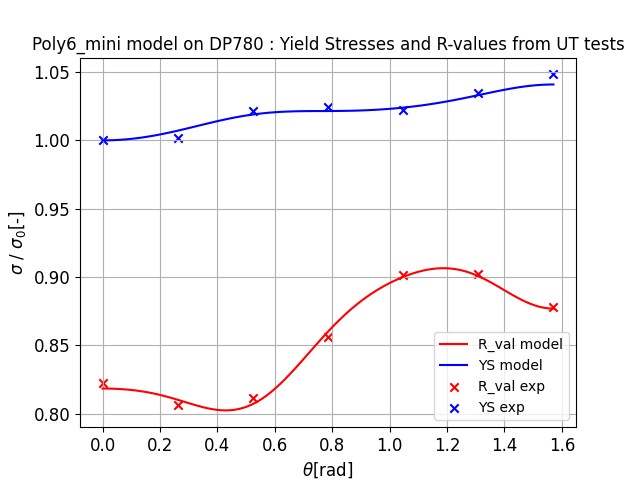 Poly6_mini model on DP780 : Yield Stresses and R-values from UT tests
1.05
1.00
0.95
0.90
0.85
0.80
σ / σ₀[-]
0.0 0.2 0.4 0.6 0.8 1.0 1.2 1.4 1.6
θ[rad]
R_val model
YS model
R_val exp
YS exp